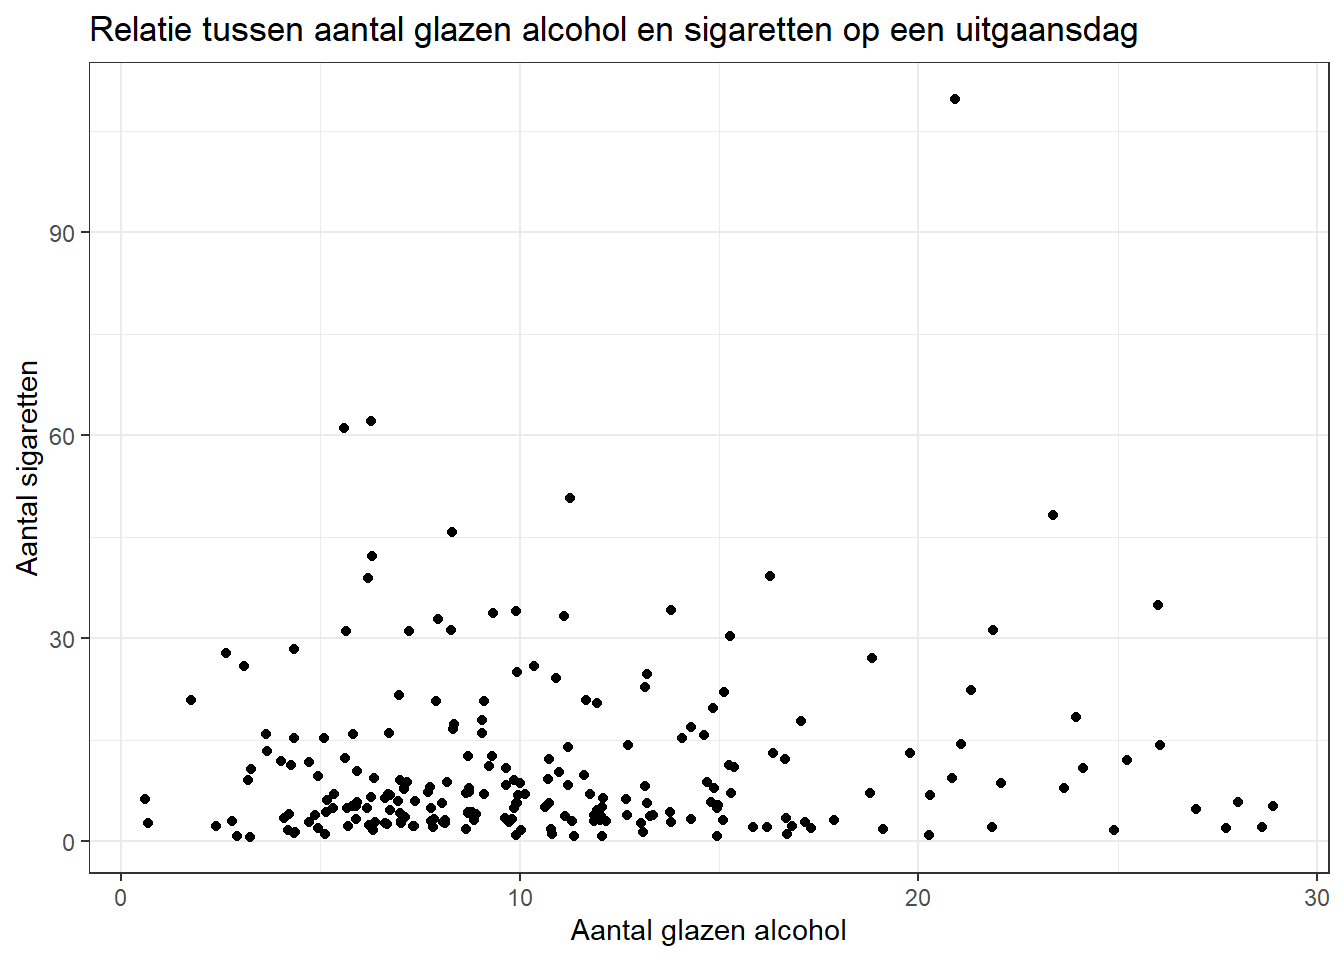 Relatie tussen aantal glazen alcohol en sigaretten op een uitgaansdag
90
60
30
0
Aantal sigaretten
0 10 20 30
Aantal glazen alcohol